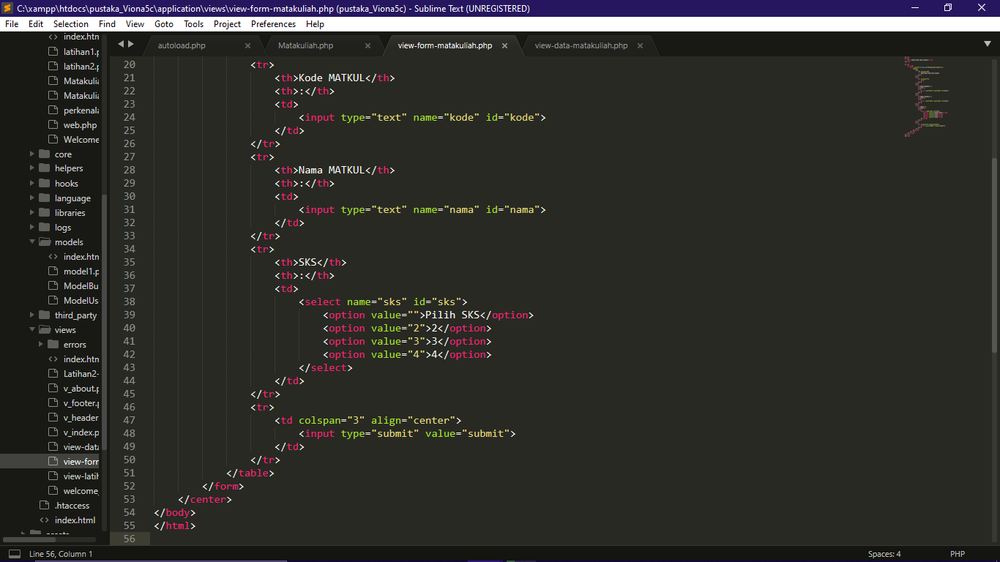 C:\xampp\htdocs\pustaka_Viona5c\application\views\view-form-matakuliah.php (pustaka_Viona5c) - Sublime Text (UNREGISTERED)
File Edit Selection Find View Goto Tools Project Preferences Help
index.htm
latihan1.p
latihan2.p
Matakulia
Matakulia
perkenala
web.php
Welcome
core
helpers
hooks
language
libraries
logs
models
index.htm
model1.p
ModelBu
ModelUs
third_party
views
errors
index.htm
Latihan2-
v_about.p
v_footer.p
v_header
v_index.p
view-data
view-form
view-latih
welcome_
.htaccess
index.html
autoload.php × Matakuliah.php × view-form-matakuliah.php × view-data-matakuliah.php ×
20 <tr>
21 <th>Kode MATKUL</th>
22 <th>:</th>
23 <td>
24 <input type="text" name="kode" id="kode">
25 </td>
26 </tr>
27 <tr>
28 <th>Nama MATKUL</th>
29 <th>:</th>
30 <td>
31 <input type="text" name="nama" id="nama">
32 </td>
33 </tr>
34 <tr>
35 <th>SKS</th>
36 <th>:</th>
37 <td>
38 <select name="sks" id="sks">
39 <option value="">Pilih SKS</option>
40 <option value="2">2</option>
41 <option value="3">3</option>
42 <option value="4">4</option>
43 </select>
44 </td>
45 </tr>
46 <tr>
47 <td colspan="3" align="center">
48 <input type="submit" value="submit">
49 </td>
50 </tr>
51 </table>
52 </form>
53 </center>
54 </body>
55 </html>
56
Line 56, Column 1 Spaces: 4 PHP